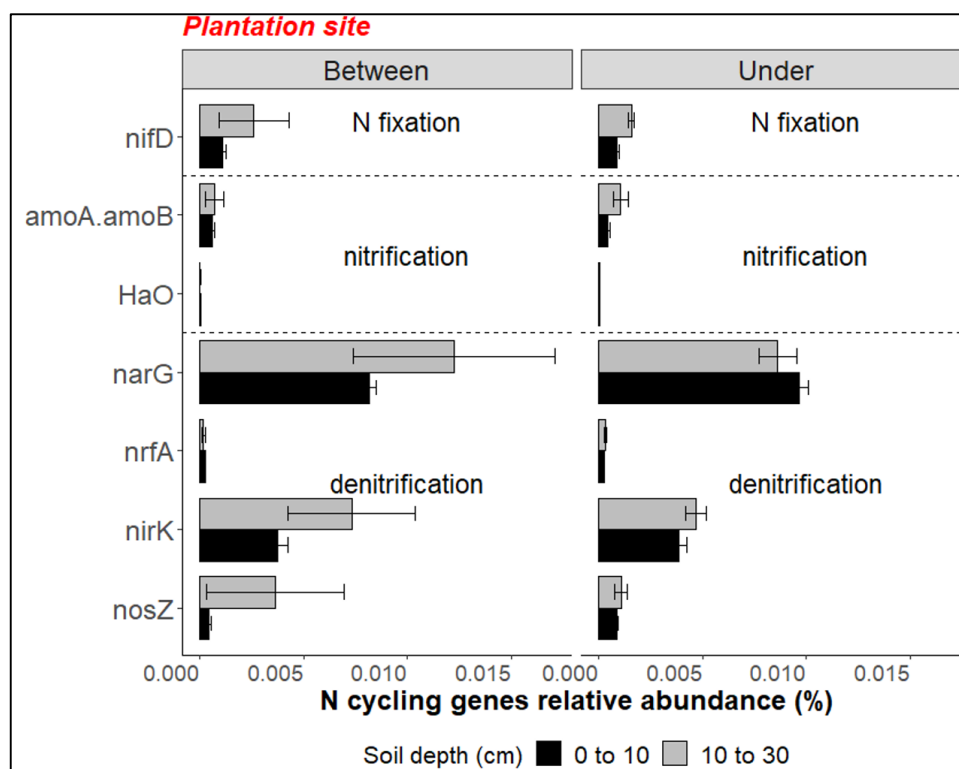 Plantation site
Between Under
nifD N fixation N fixation
amoA.amoB
nitrification nitrification
HaO
narG
nrfA
denitrification denitrification
nirK
nosZ
0.000 0.005 0.010 0.015 0.000 0.005 0.010 0.015
N cycling genes relative abundance (%)
Soil depth (cm) 0 to 10 10 to 30